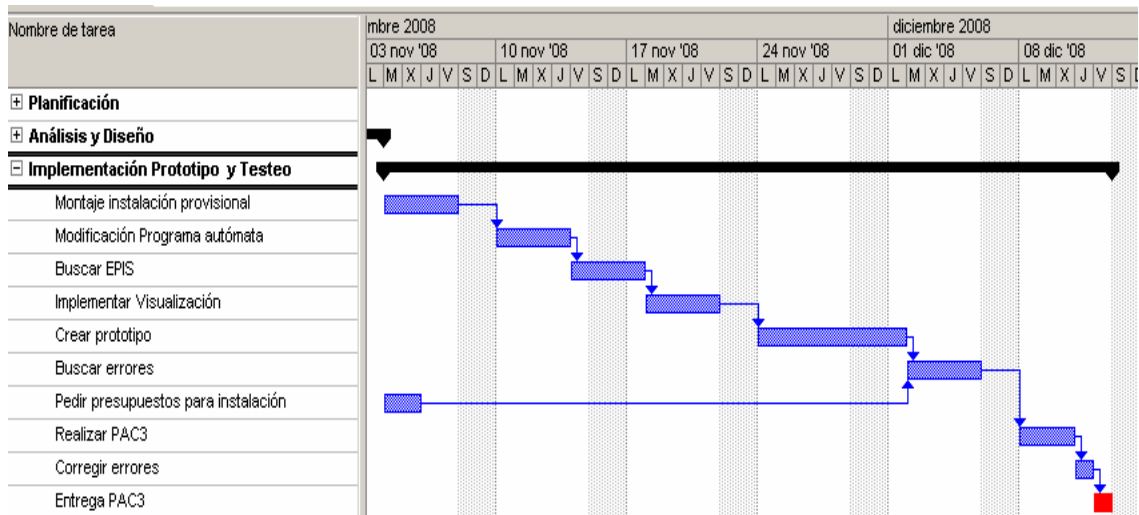 Nombre de tarea
mbre 2008 diciembre 2008
03 nov '08 10 nov '08 17 nov '08 24 nov '08 01 dic '08 08 dic '08
L M X J V S D L M X J V S D L M X J V S D L M X J V S D L M X J V S D L M X J V S D
Planificación
Análisis y Diseño
Implementación Prototipo y Testeo
Montaje instalación provisional
Modificación Programa autómata
Buscar EPIS
Implementar Visualización
Crear prototipo
Buscar errores
Pedir presupuestos para instalación
Realizar PAC3
Corregir errores
Entrega PAC3